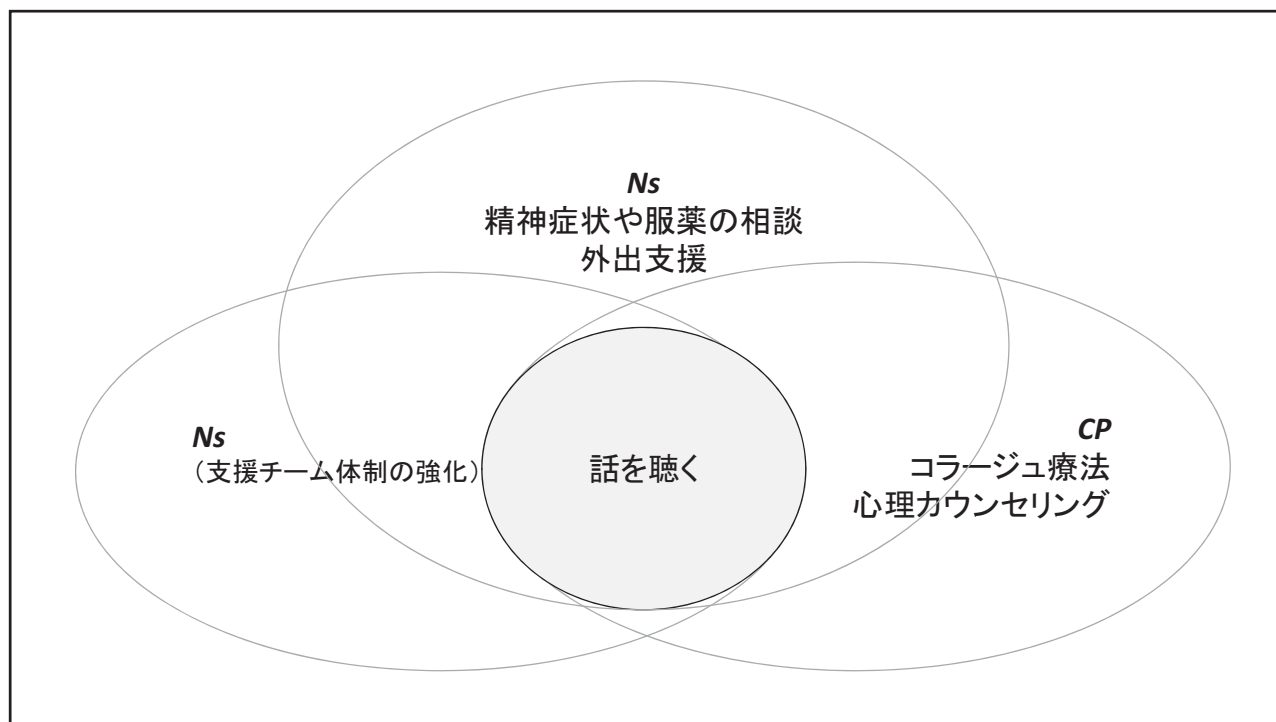 Ns
精神症状や服薬の相談
外出支援
Ns
（支援チーム体制の強化）
話を聴く
CP
コラージュ療法
心理カウンセリング